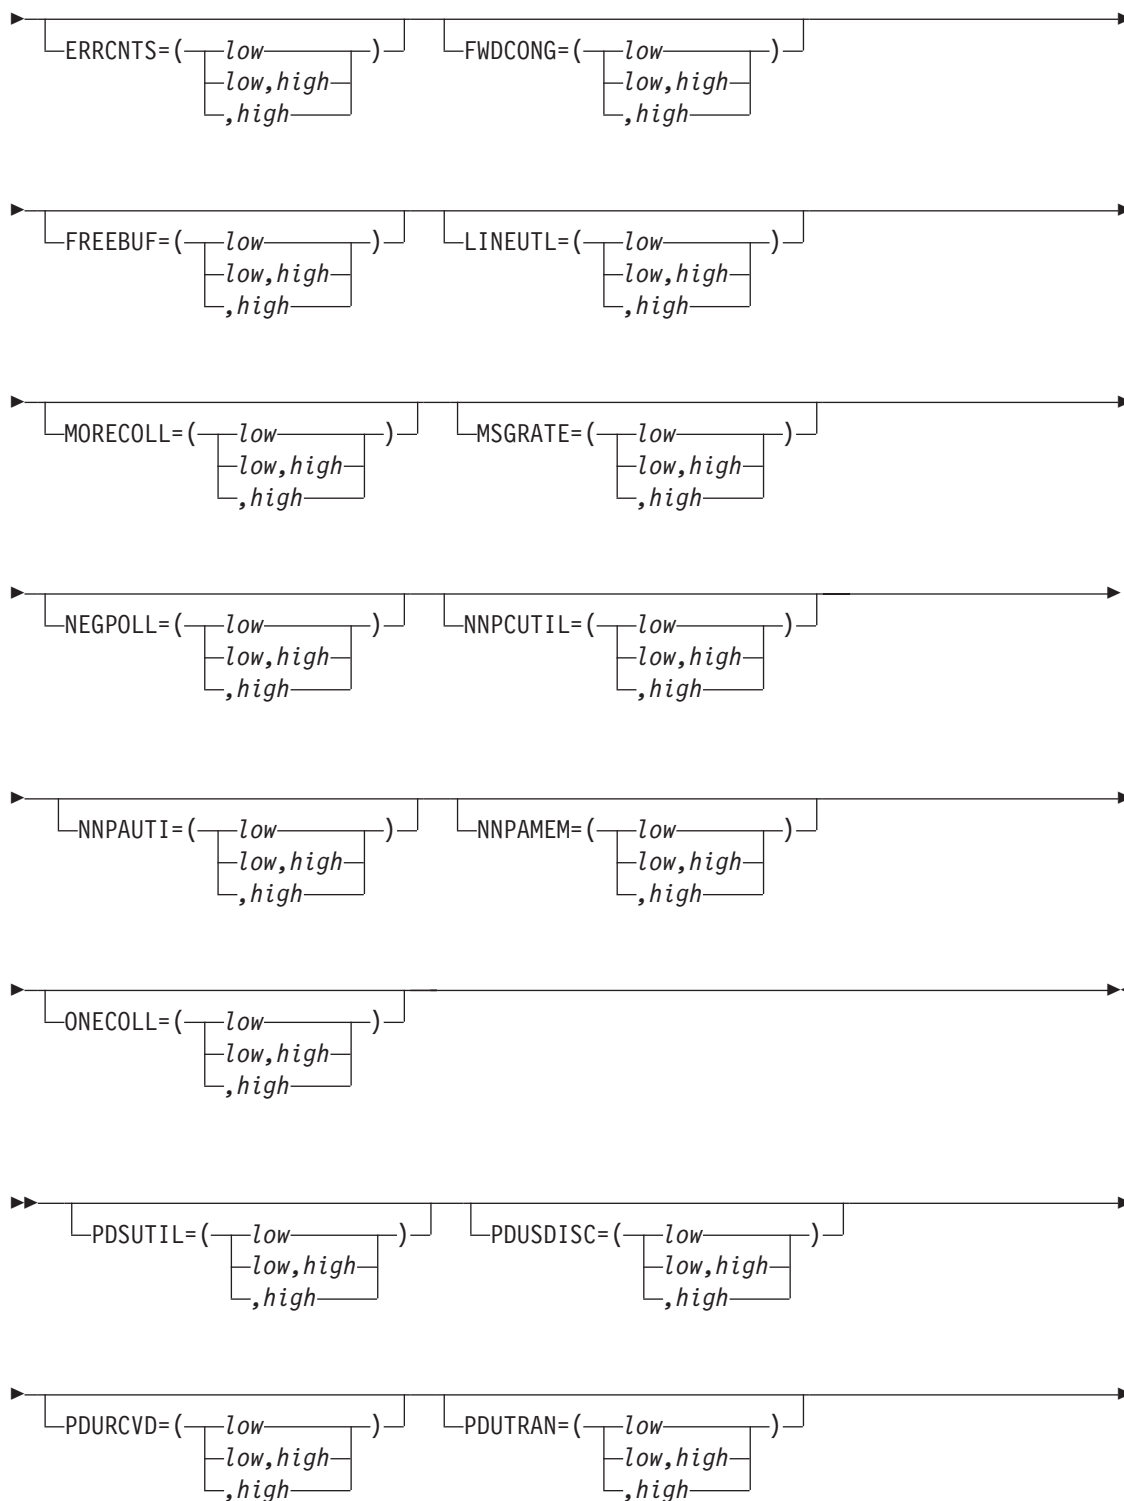 ERRCNTS=( low ) FWDCONG=( low )
low,high low,high
,high ,high
FREEBUF=( low ) LINEUTL=( low )
low,high low,high
,high ,high
MORECOLL=( low ) MSGRATE=( low )
low,high low,high
,high ,high
NEGPOLL=( low ) NNPCUTIL=( low )
low,high low,high
,high ,high
NNPAUTI=( low ) NNPAMEM=( low )
low,high low,high
,high ,high
ONECOLL=( low )
low,high
,high
PDSUTIL=( low ) PDUSDISC=( low )
low,high low,high
,high ,high
PDURCVD=( low ) PDUTRAN=( low )
low,high low,high
,high ,high